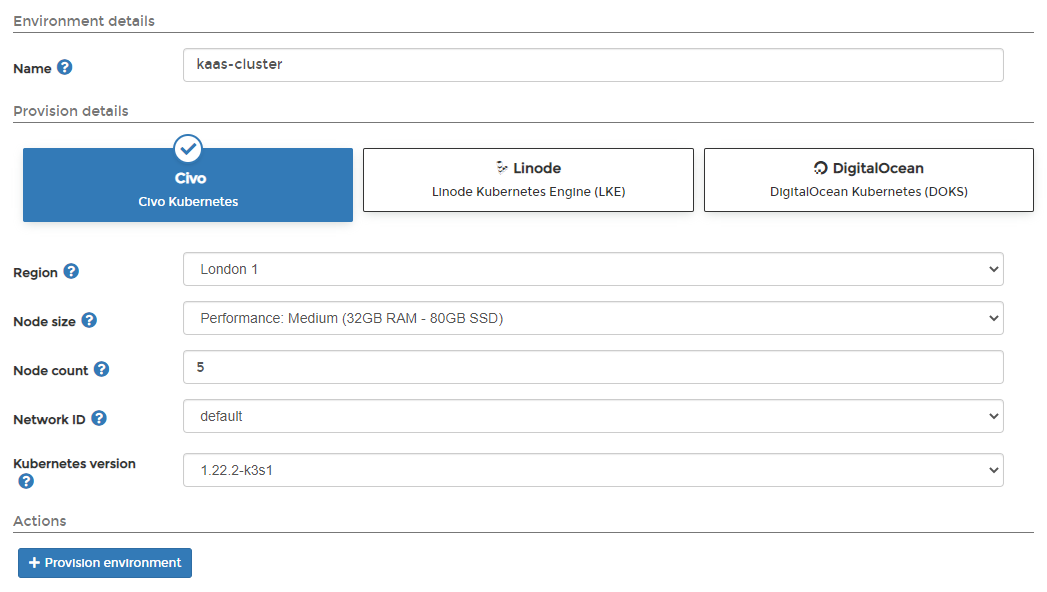 Environment details
Name ?
kaas-cluster
Provision details
Civo
Civo Kubernetes
Linode
Linode Kubernetes Engine (LKE)
DigitalOcean
DigitalOcean Kubernetes (DOKS)
Region ?
London 1
Node size ?
Performance: Medium (32GB RAM - 80GB SSD)
Node count ?
5
Network ID ?
default
Kubernetes version
?
1.22.2-k3s1
Actions
+ Provision environment